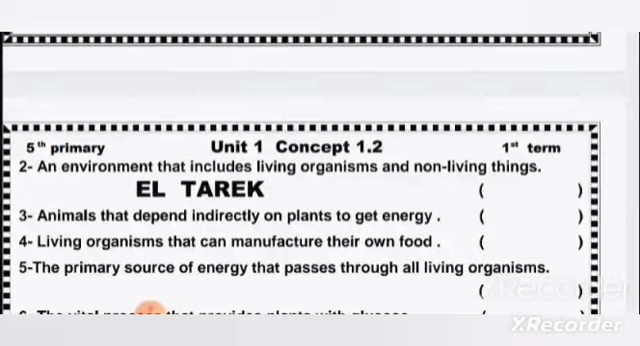 5th primary Unit 1 Concept 1.2 1st term
2- An environment that includes living organisms and non-living things.
EL TAREK ( )
3- Animals that depend indirectly on plants to get energy . ( )
4- Living organisms that can manufacture their own food . ( )
5-The primary source of energy that passes through all living organisms.
( )
XRecorder